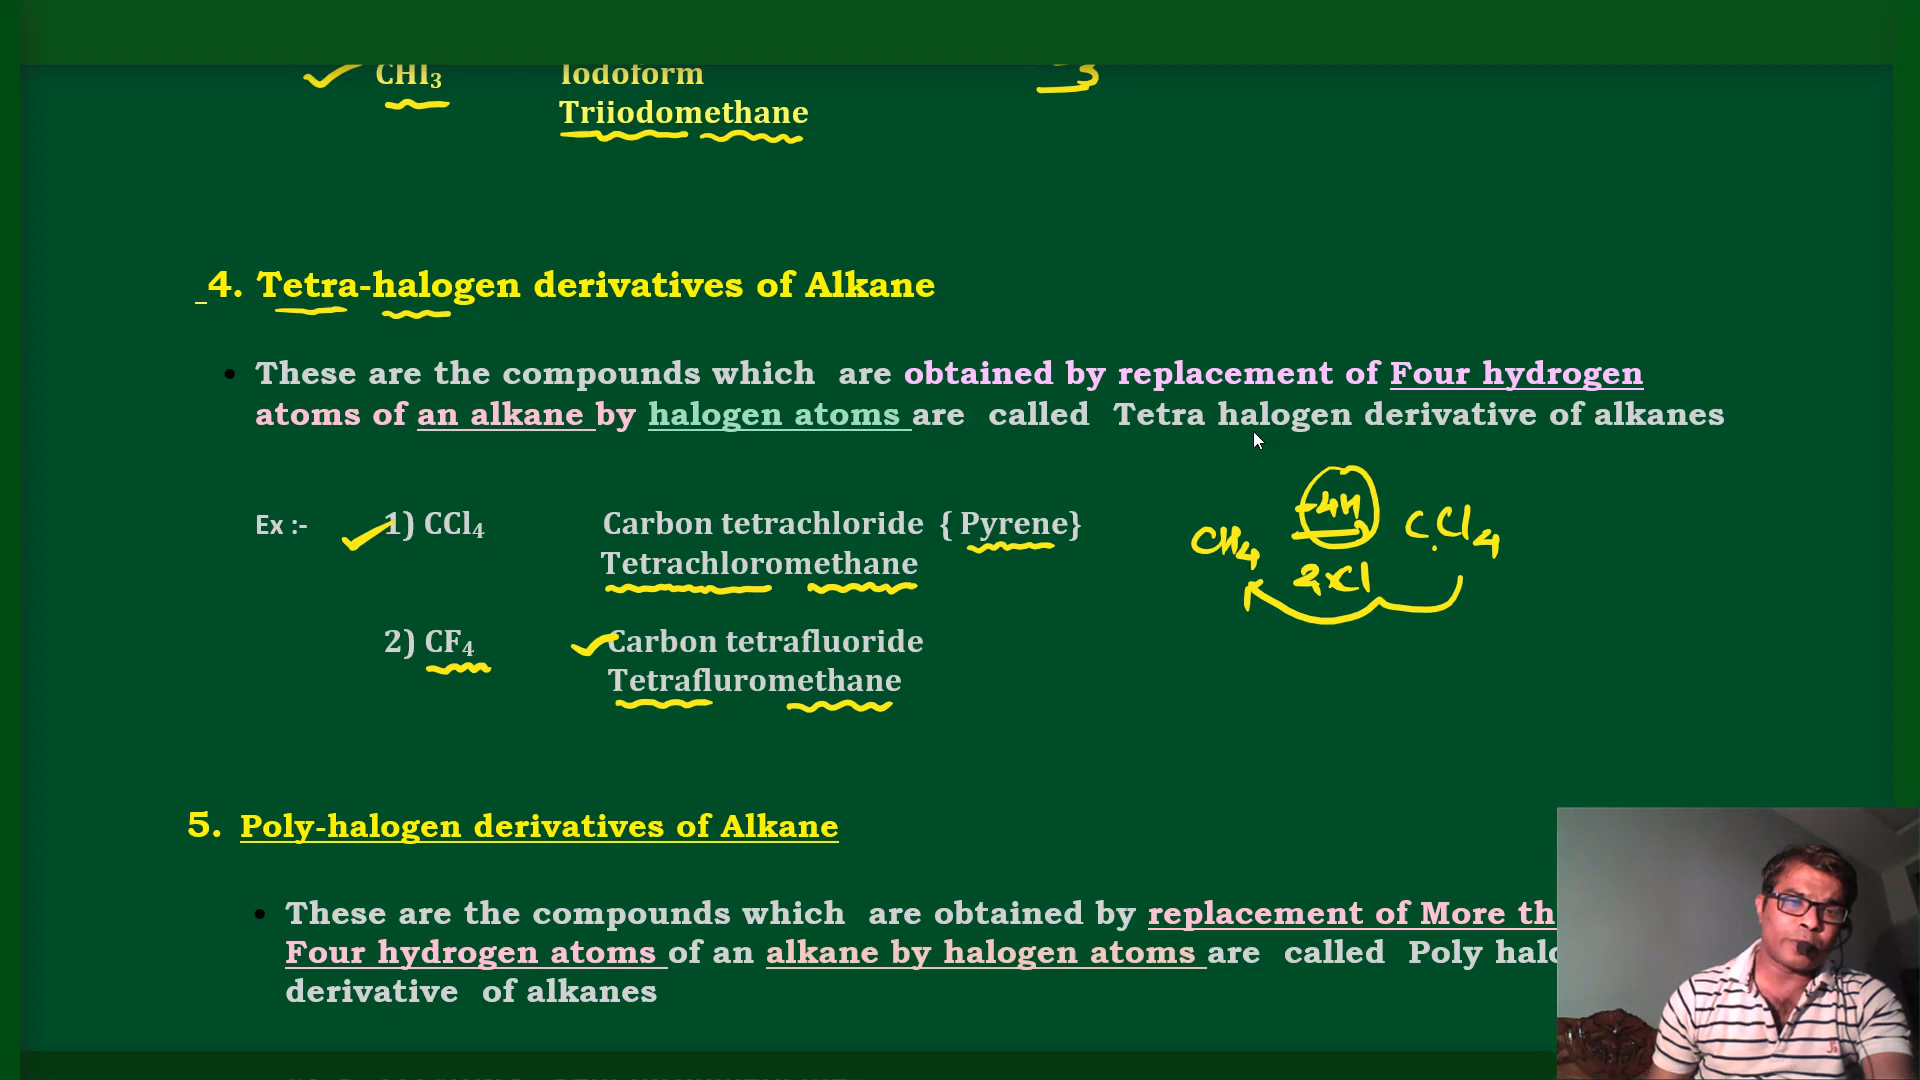 CHI₃ Iodoform 3
Triiodomethane
4. Tetra-halogen derivatives of Alkane
• These are the compounds which are obtained by replacement of Four hydrogen
atoms of an alkane by halogen atoms are called Tetra halogen derivative of alkanes
Ex :- 1) CCl₄ Carbon tetrachloride { Pyrene}
Tetrachloromethane
CH₄ -4H CCl₄
2) CF₄ Carbon tetrafluoride
Tetrafluromethane
5. Poly-halogen derivatives of Alkane
• These are the compounds which are obtained by replacement of More th
Four hydrogen atoms of an alkane by halogen atoms are called Poly halo
derivative of alkanes